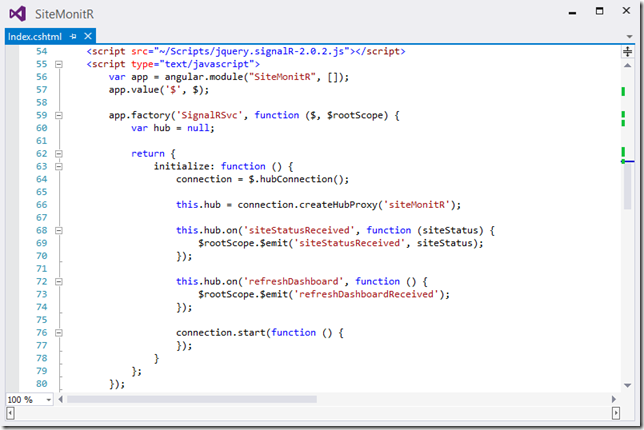 SiteMonitR
Index.cshtml
54 <script src="~/Scripts/jquery.signalR-2.0.2.js"></script>
55 <script type="text/javascript">
56 var app = angular.module("SiteMonitR", []);
57 app.value('$', $);
58
59 app.factory('SignalRSvc', function ($, $rootScope) {
60 var hub = null;
61
62 return {
63 initialize: function () {
64 connection = $.hubConnection();
65
66 this.hub = connection.createHubProxy('siteMonitR');
67
68 this.hub.on('siteStatusReceived', function (siteStatus) {
69 $rootScope.$emit('siteStatusReceived', siteStatus);
70 });
71
72 this.hub.on('refreshDashboard', function () {
73 $rootScope.$emit('refreshDashboardReceived');
74 });
75
76 connection.start(function () {
77 });
78 }
79 };
80 });
100 %